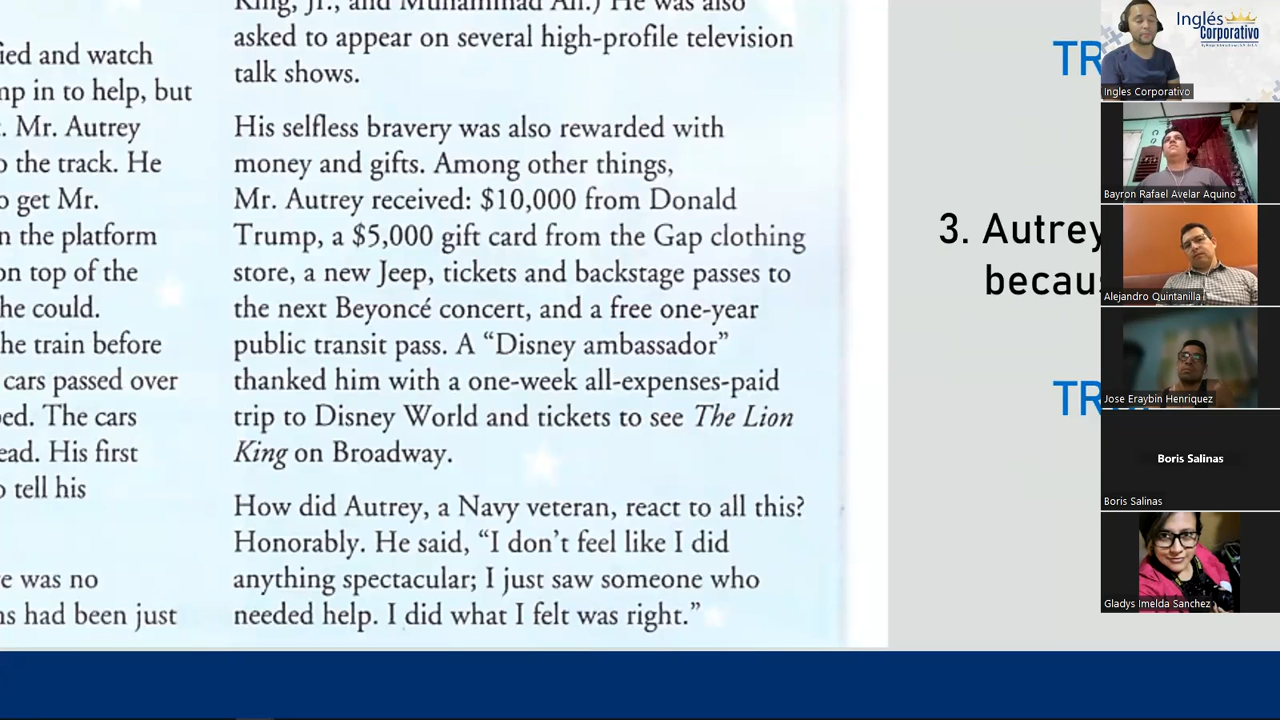 ied and watch
mp in to help, but
. Mr. Autrey
o the track. He
o get Mr.
n the platform
on top of the
he could.
he train before
cars passed over
ed. The cars
ead. His first
o tell his
e was no
ns had been just
King, Jr., and Muhammad Ali.) He was also
asked to appear on several high-profile television
talk shows.
His selfless bravery was also rewarded with
money and gifts. Among other things,
Mr. Autrey received: $10,000 from Donald
Trump, a $5,000 gift card from the Gap clothing
store, a new Jeep, tickets and backstage passes to
the next Beyoncé concert, and a free one-year
public transit pass. A “Disney ambassador”
thanked him with a one-week all-expenses-paid
trip to Disney World and tickets to see The Lion
King on Broadway.
How did Autrey, a Navy veteran, react to all this?
Honorably. He said, “I don’t feel like I did
anything spectacular; I just saw someone who
needed help. I did what I felt was right.”
TR
3. Autrey
becaus
TR
Inglés
Corporativo
Ingles Corporativo
Bayron Rafael Avelar Aquino
Alejandro Quintanilla
Jose Eraybin Henriquez
Boris Salinas
Boris Salinas
Gladys Imelda Sanchez